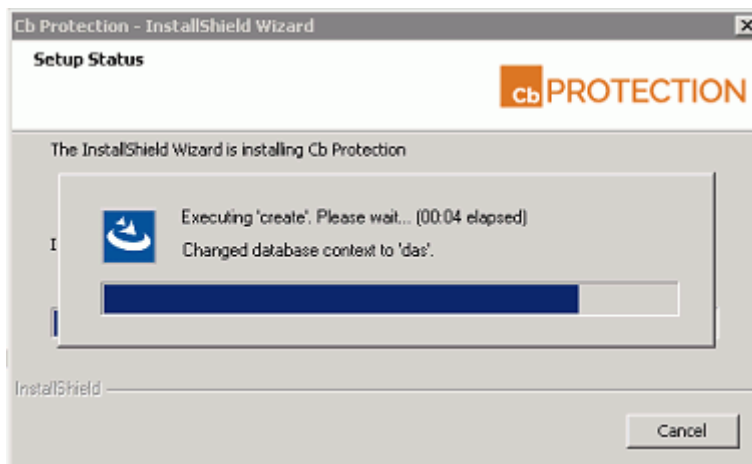 Cb Protection - InstallShield Wizard
Setup Status
Cb PROTECTION
The InstallShield Wizard is installing Cb Protection
Executing 'create'. Please wait... (00:04 elapsed)
I
Changed database context to 'das'.
InstallShield
Cancel